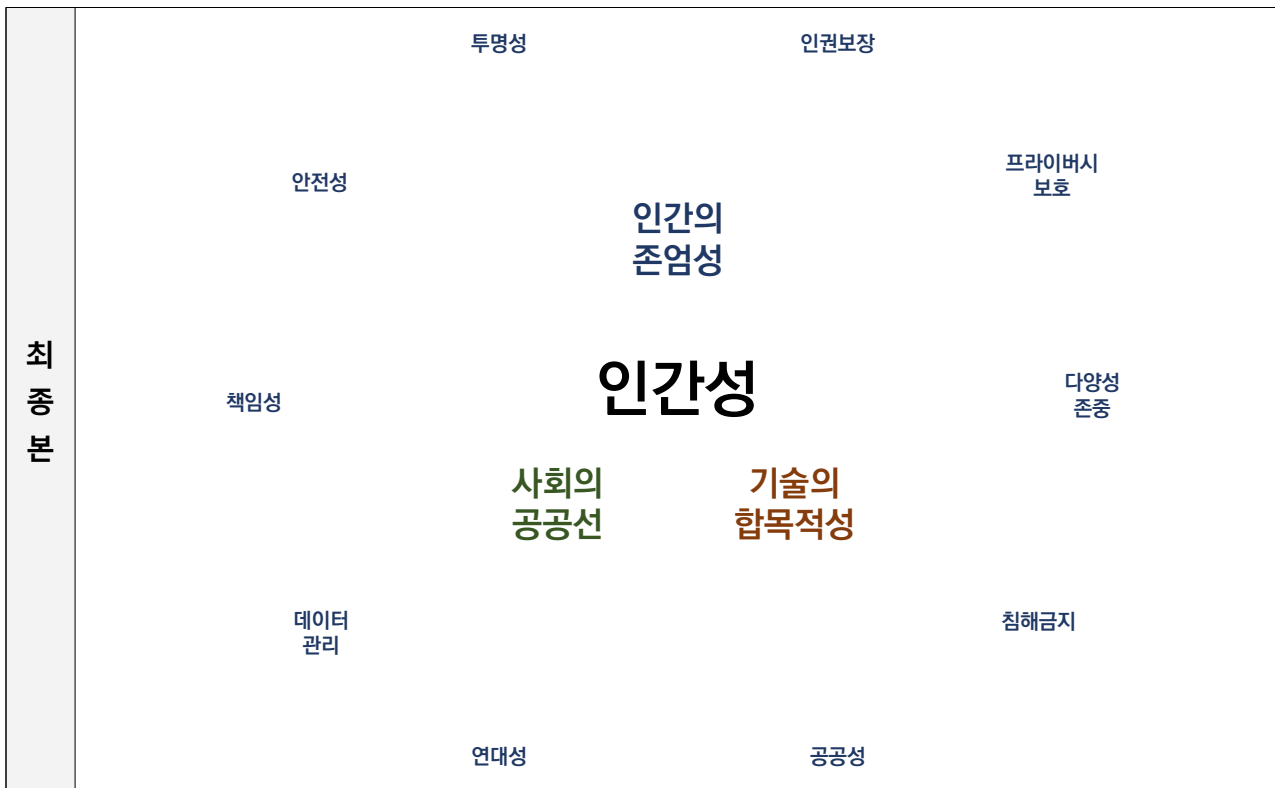 최
종
본
투명성
인권보장
안전성
프라이버시
보호
인간의
존엄성
책임성
인간성
다양성
존중
사회의
공공선
기술의
합목적성
데이터
관리
침해금지
연대성
공공성